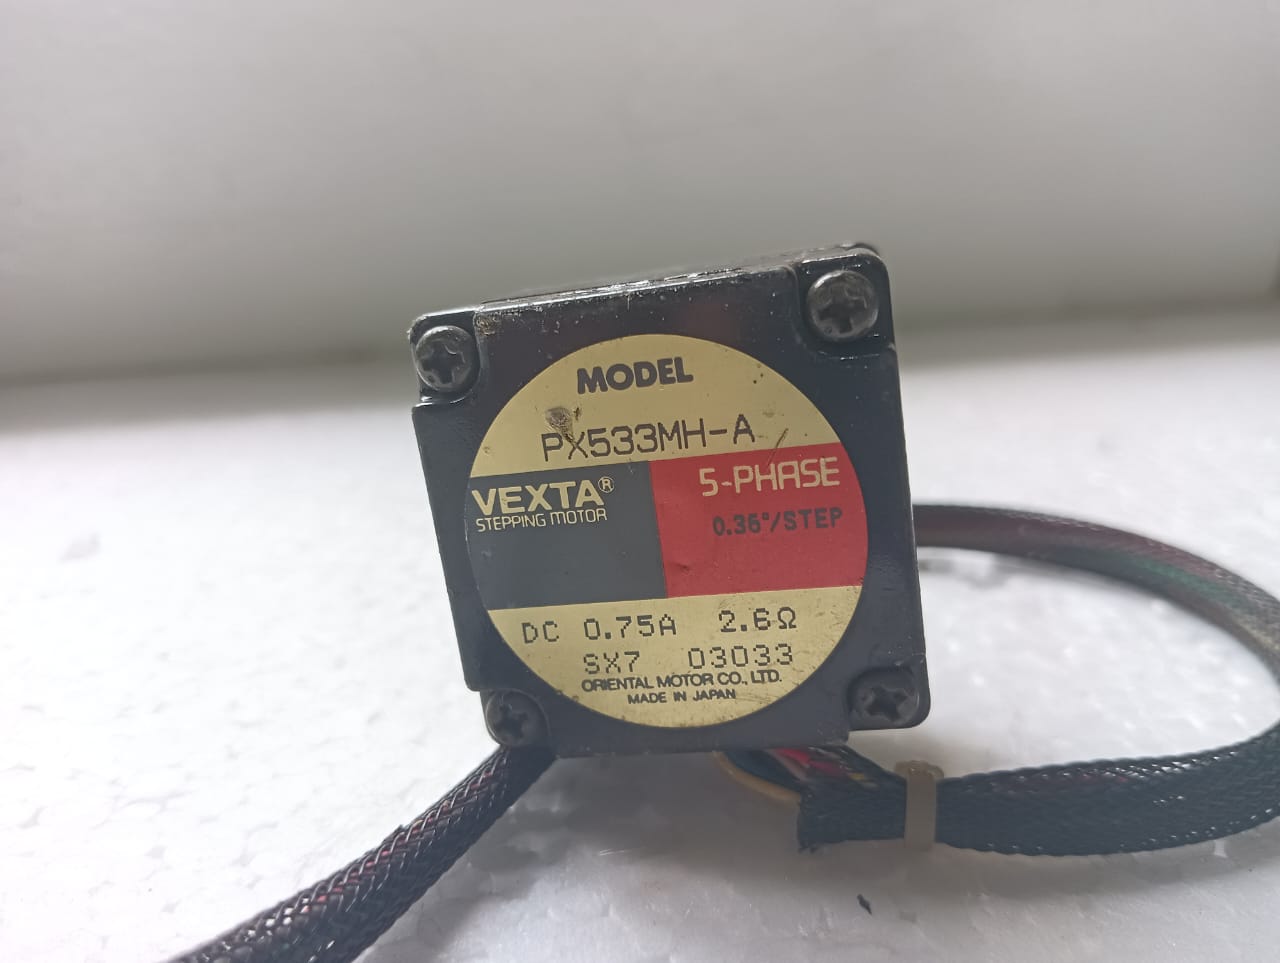 MODEL
PX533MH-A
VEXTA®
STEPPING MOTOR
5-PHASE
0.36°/STEP
DC 0.75A 2.6Ω
SX7 03033
ORIENTAL MOTOR CO., LTD.
MADE IN JAPAN